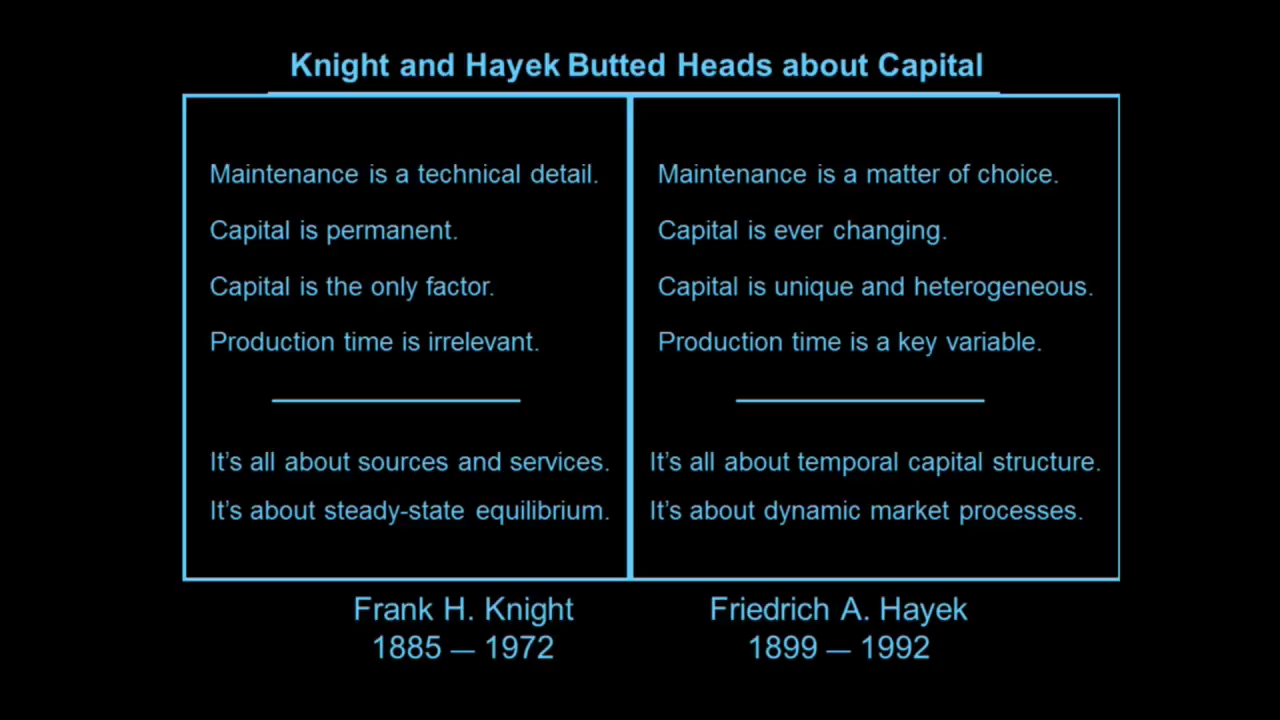 Knight and Hayek Butted Heads about Capital
Maintenance is a technical detail.
Capital is permanent.
Capital is the only factor.
Production time is irrelevant.
It’s all about sources and services.
It’s about steady-state equilibrium.
Maintenance is a matter of choice.
Capital is ever changing.
Capital is unique and heterogeneous.
Production time is a key variable.
It’s all about temporal capital structure.
It’s about dynamic market processes.
Frank H. Knight
1885 — 1972
Friedrich A. Hayek
1899 — 1992